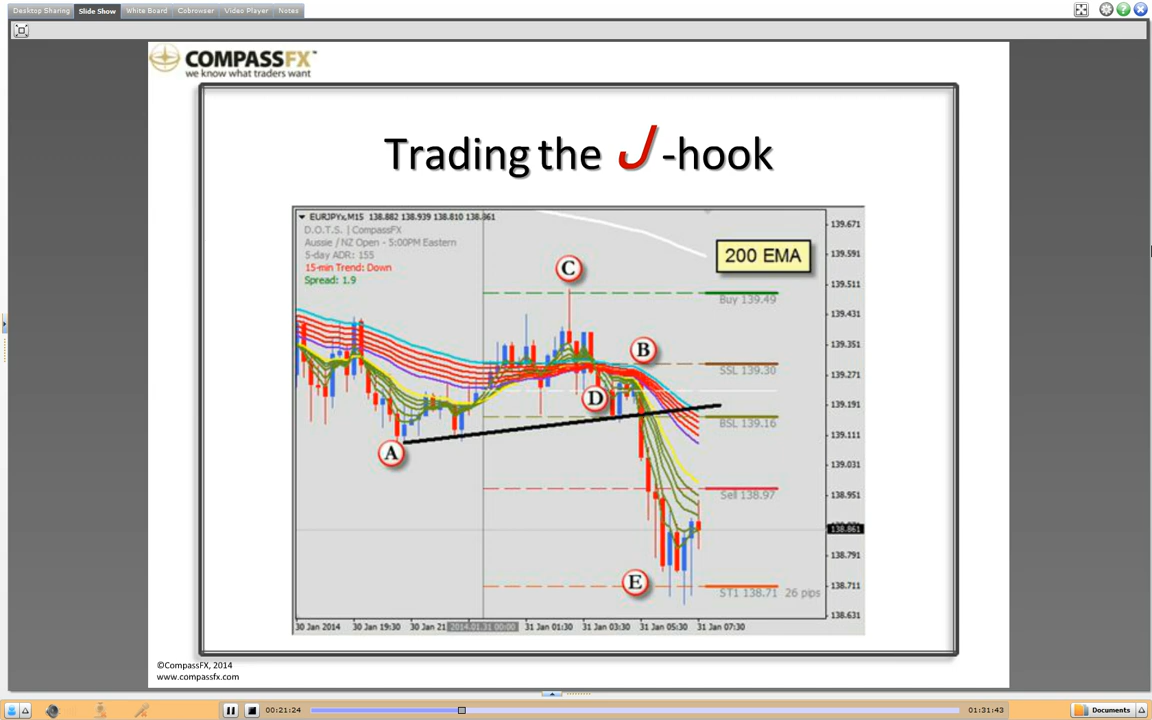 Desktop Sharing Slide Show White Board Cobrowser Video Player Notes
COMPASSFX™
we know what traders want
Trading the J-hook
EURJPYx,M15 138.882 138.939 138.810 138.861
D.O.T.S. | CompassFX
Aussie / NZ Open - 5:00PM Eastern
5-day ADR: 155
15-min Trend: Down
Spread: 1.9
200 EMA
C
Buy 139.49
B
SSL 139.30
D
BSL 139.16
A
Sell 138.97
E
ST1 138.71 26 pips
139.671
139.591
139.511
139.431
139.351
139.271
139.191
139.111
139.031
138.951
138.861
138.791
138.711
138.631
30 Jan 2014 30 Jan 19:30 30 Jan 21 2014.01.31 00:00 31 Jan 01:30 31 Jan 03:30 31 Jan 05:30 31 Jan 07:30
©CompassFX, 2014
www.compassfx.com
00:21:24 01:31:43 Documents